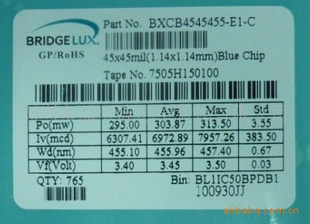 Part No. BXCB4545455-E1-C
BRIDGELUX.
GP/RoHS
45x45mil(1.14x1.14mm)Blue Chip
Tape No. 7505H150100
Min Avg Max Std
Po(mw) 295.00 303.87 313.50 3.55
Iv(mcd) 6307.41 6972.89 7957.26 383.50
Wd(nm) 455.10 455.96 457.40 0.67
Vf(Volt) 3.40 3.45 3.50 0.03
QTY: 765 Bin: BL1IC50BPDB1
100930JJ